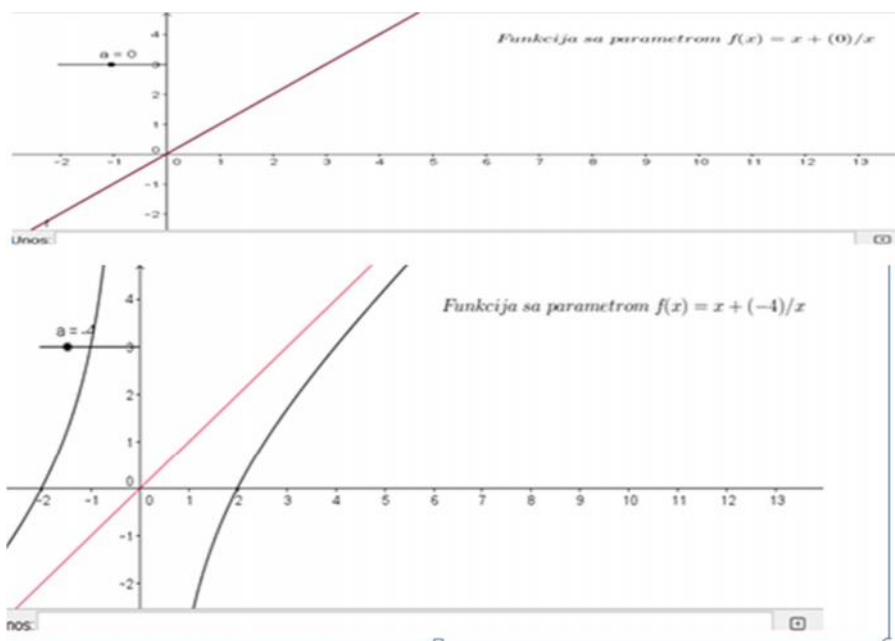 4
Funkcija sa parametrom f(x) = x + (0)/x
a = 0
3
2
1
0
-2 -1 0 1 2 3 4 5 6 7 8 9 10 11 12 13
-1
-2
Unos:
4
Funkcija sa parametrom f(x) = x + (−4)/x
a = -4
3
2
1
0
-2 -1 0 1 2 3 4 5 6 7 8 9 10 11 12 13
-1
-2
nos: